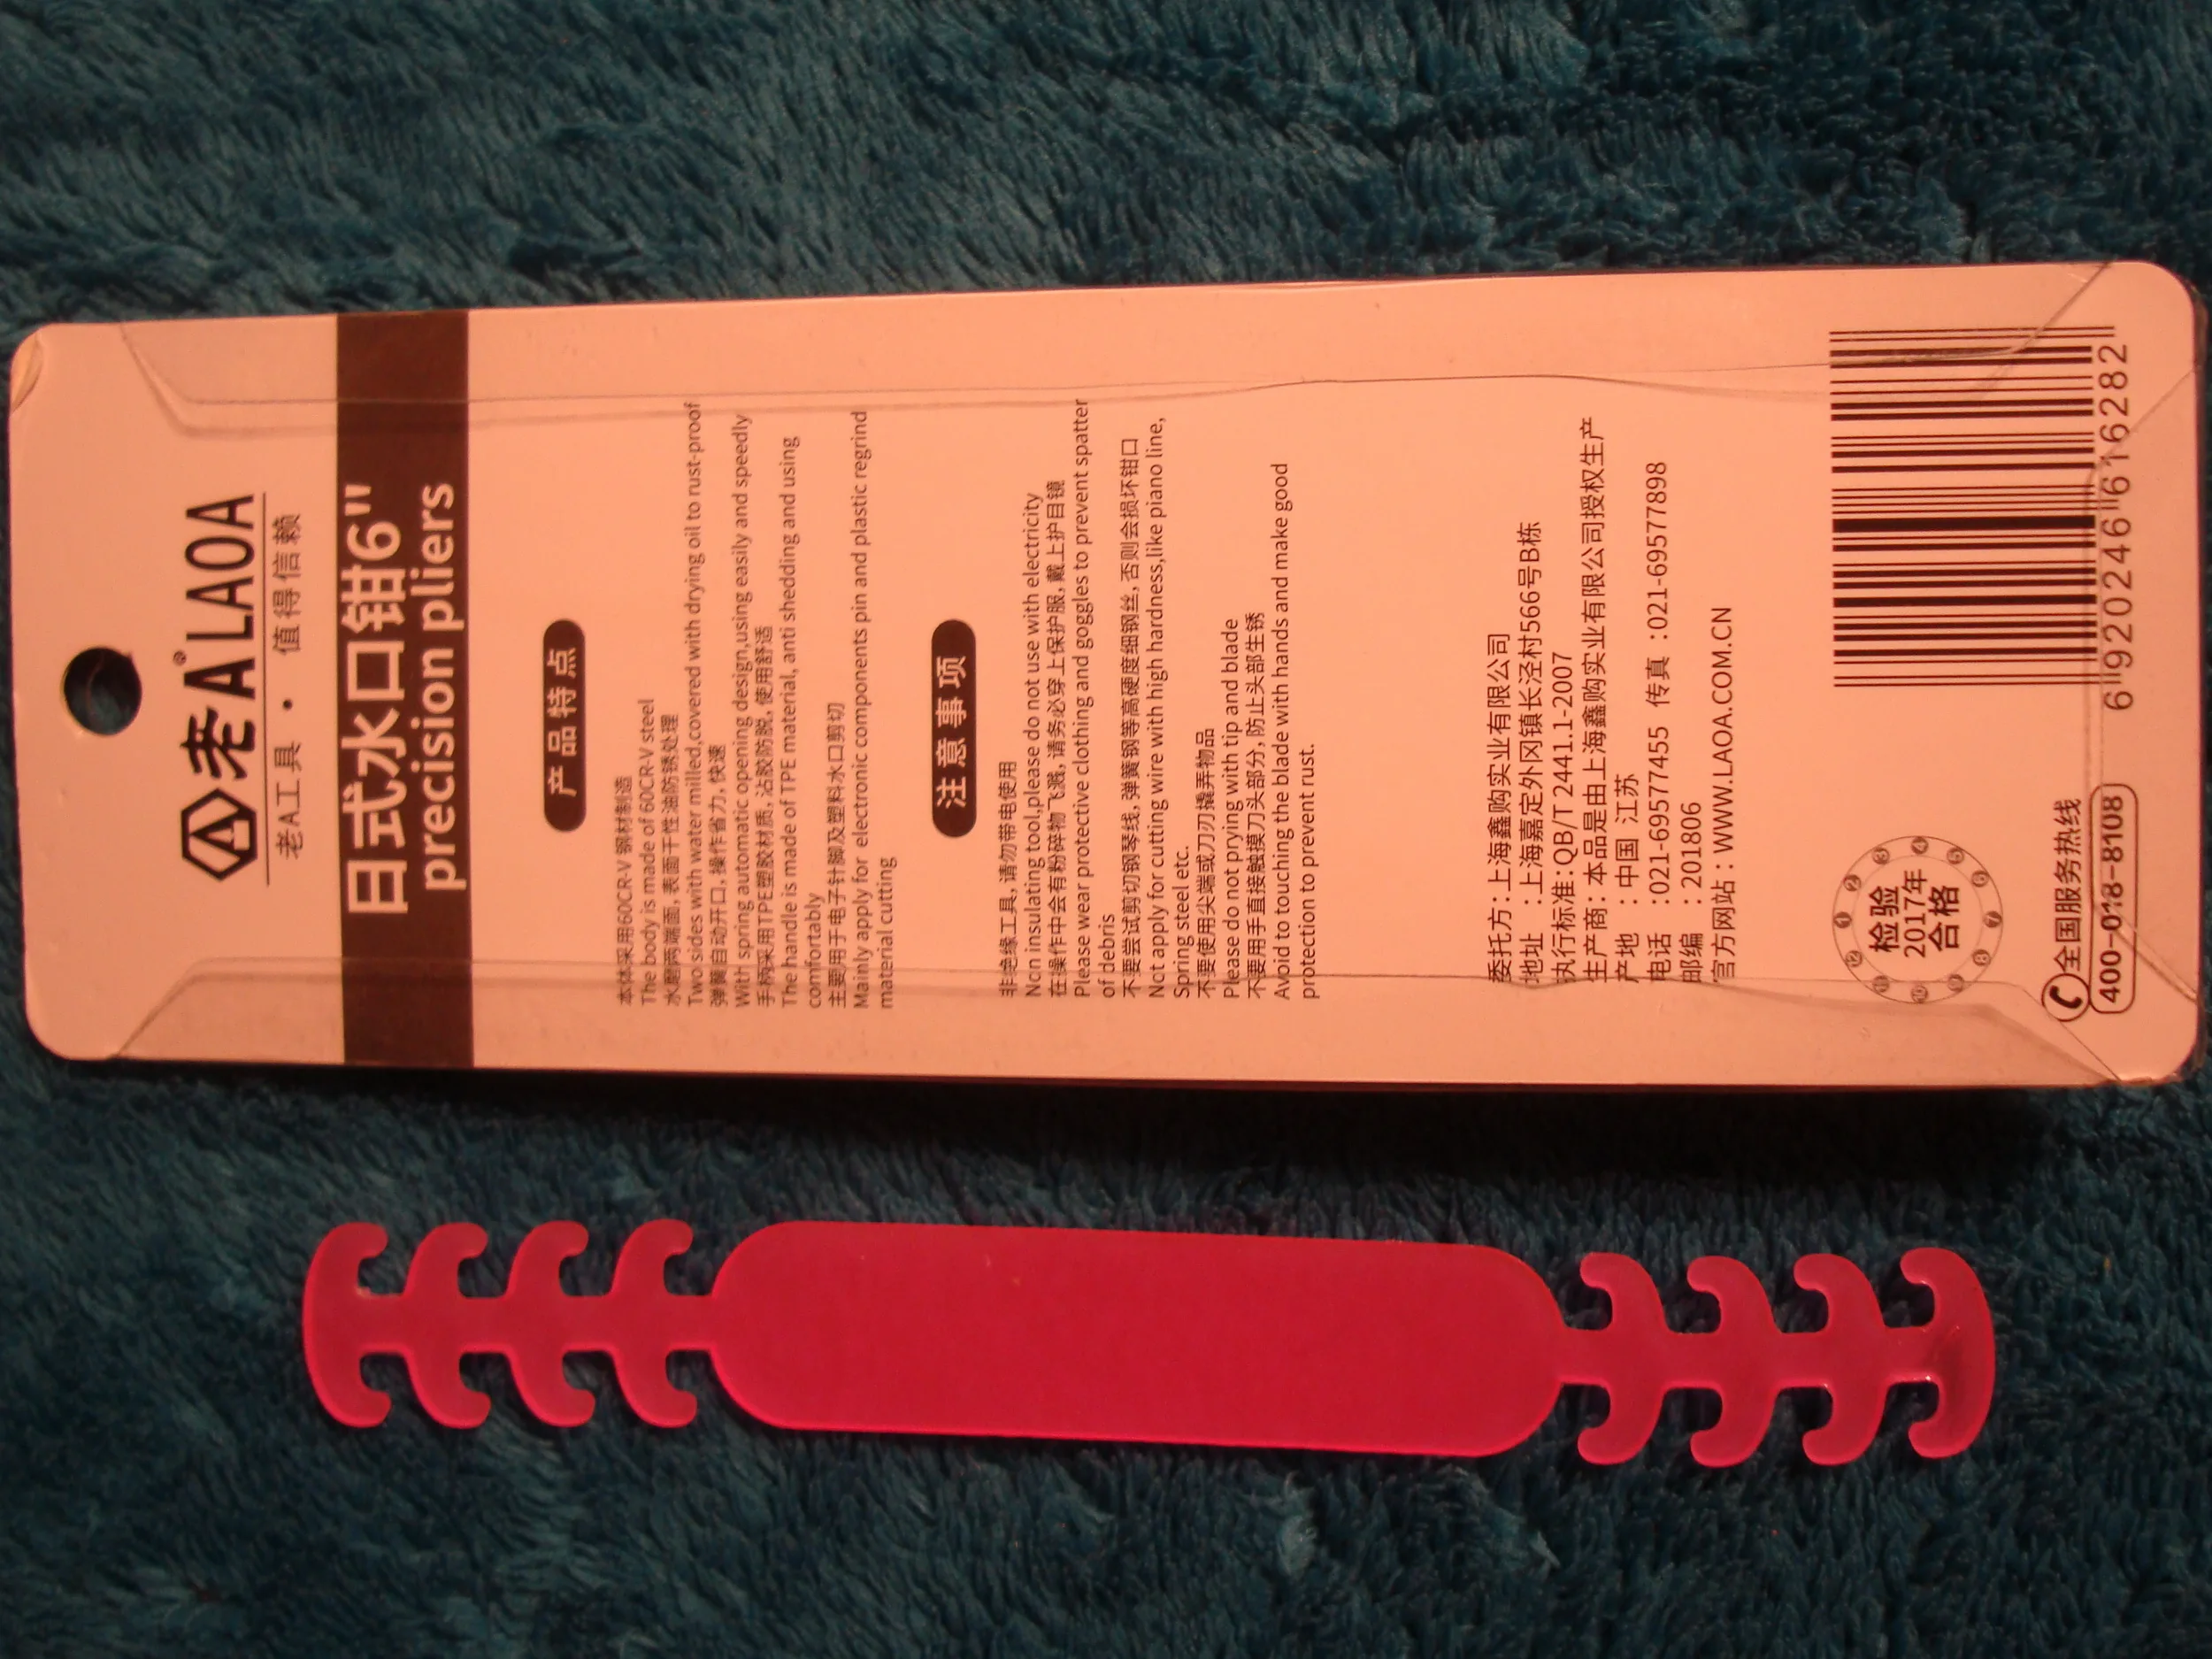 老A® LAOA
老A工具 • 值得信赖
日式水口钳6"
precision pliers
产品特点
本体采用60CR-V 钢材制造
The body is made of 60CR-V steel
水磨两端面,表面干性油防锈处理
Two sides with water milled,covered with drying oil to rust-proof
弹簧自动开口,操作省力,快速
With spring automatic opening design,using easily and speedly
手柄采用TPE塑胶材质,沾胶防脱,使用舒适
The handle is made of TPE material, anti shedding and using
comfortably
主要用于电子针脚及塑料水口剪切
Mainly apply for electronic components pin and plastic regrind
material cutting
注意事项
非绝缘工具,请勿带电使用
Non insulating tool,please do not use with electricity
在操作中会有粉碎物飞溅,请务必穿上保护服,戴上护目镜
Please wear protective clothing and goggles to prevent spatter
of debris
不要尝试剪切钢琴线,弹簧钢等高硬度细钢丝,否则会损坏钳口
Not apply for cutting wire with high hardness,like piano line,
Spring steel etc.
不要使用尖端或刀刃撬弄物品
Please do not prying with tip and blade
不要用手直接触摸刀头部分,防止头部生锈
Avoid to touching the blade with hands and make good
protection to prevent rust.
委托方:上海鑫购实业有限公司
地址 :上海嘉定外冈镇长泾村566号B栋
执行标准:QB/T 2441.1-2007
生产商:本品是由上海鑫购实业有限公司授权生产
产地 :中国 江苏
电话 :021-69577455 传真:021-69577898
邮编 :201806
官方网站:WWW.LAOA.COM.CN
1 2 3 4 5 6 7 8 9 10 11 12
检验
2017年
合格
全国服务热线
400-018-8108
6 920246 616282